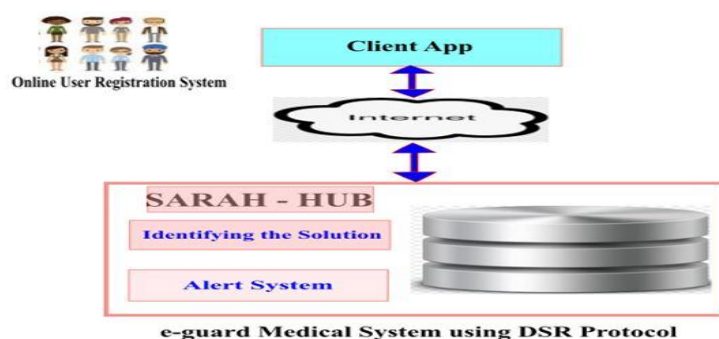 Client App
Online User Registration System
Internet
SARAH - HUB
Identifying the Solution
Alert System
e-guard Medical System using DSR Protocol